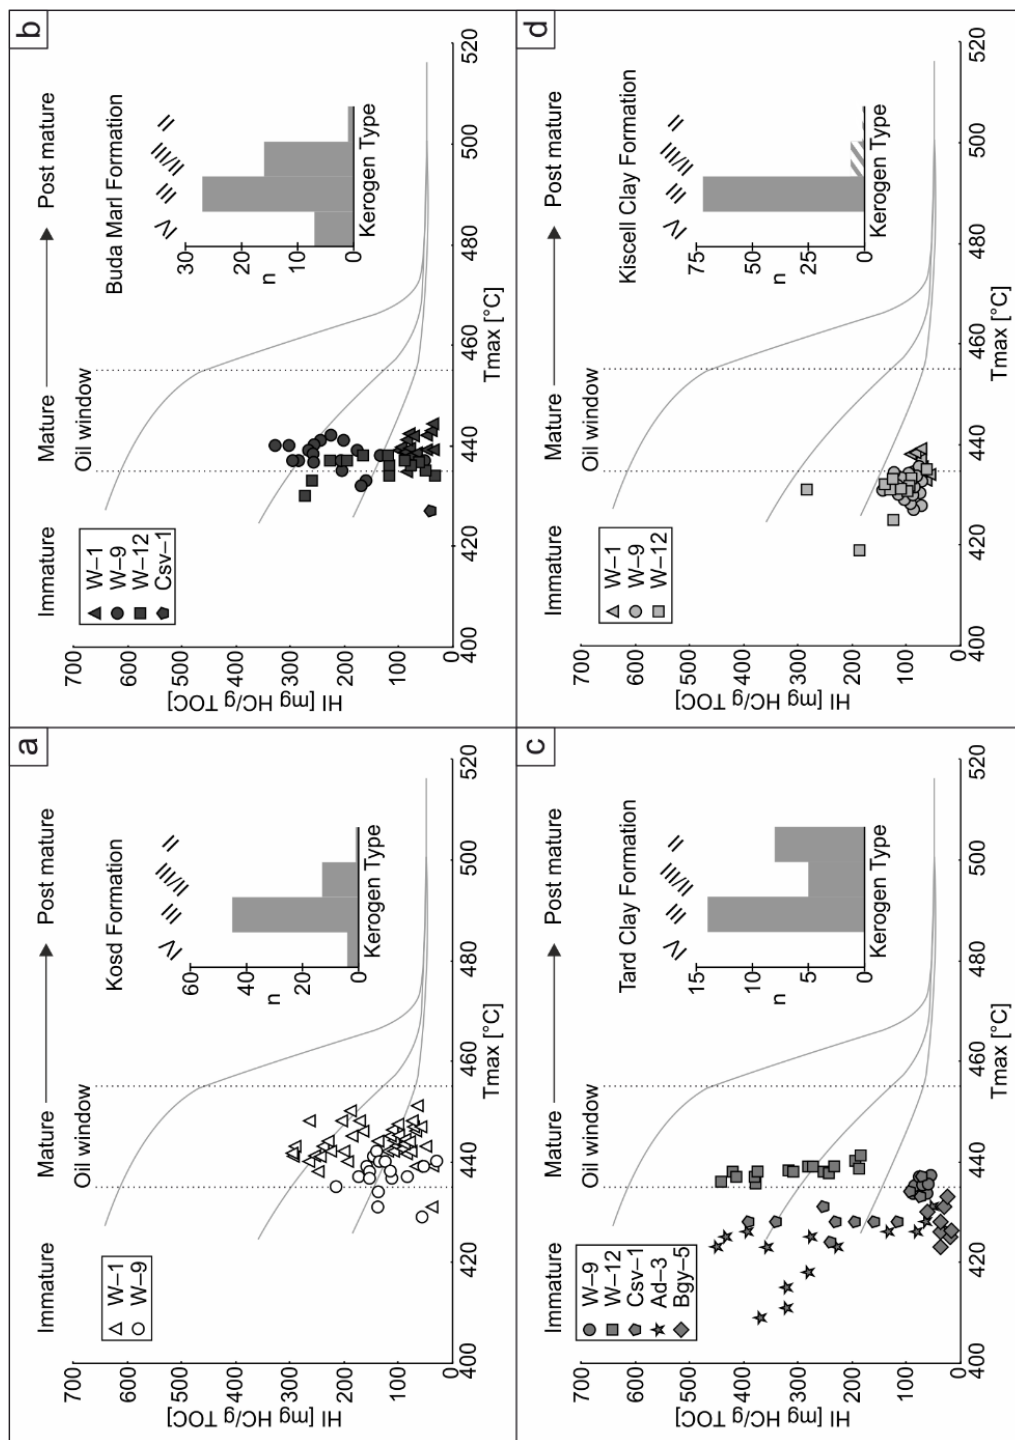 a
Immature
Mature
Post mature
Oil window
Kosd Formation
IV
III
III/II
II
60
40
20
0
n
Kerogen Type
W–1
W–9
700
600
500
400
300
200
100
0
HI [mg HC/g TOC]
400
420
440
460
480
500
520
Tmax [°C]
b
Immature
Mature
Post mature
Oil window
Buda Marl Formation
IV
III
III/II
II
30
20
10
0
n
Kerogen Type
W–1
W–9
W–12
Csv–1
700
600
500
400
300
200
100
0
HI [mg HC/g TOC]
400
420
440
460
480
500
520
Tmax [°C]
c
Immature
Mature
Post mature
Oil window
Tard Clay Formation
IV
III
III/II
II
15
10
5
0
n
Kerogen Type
W–9
W–12
Csv–1
Ad–3
Bgy–5
700
600
500
400
300
200
100
0
HI [mg HC/g TOC]
400
420
440
460
480
500
520
Tmax [°C]
d
Immature
Mature
Post mature
Oil window
Kiscell Clay Formation
IV
III
III/II
II
75
50
25
0
n
Kerogen Type
W–1
W–9
W–12
700
600
500
400
300
200
100
0
HI [mg HC/g TOC]
400
420
440
460
480
500
520
Tmax [°C]